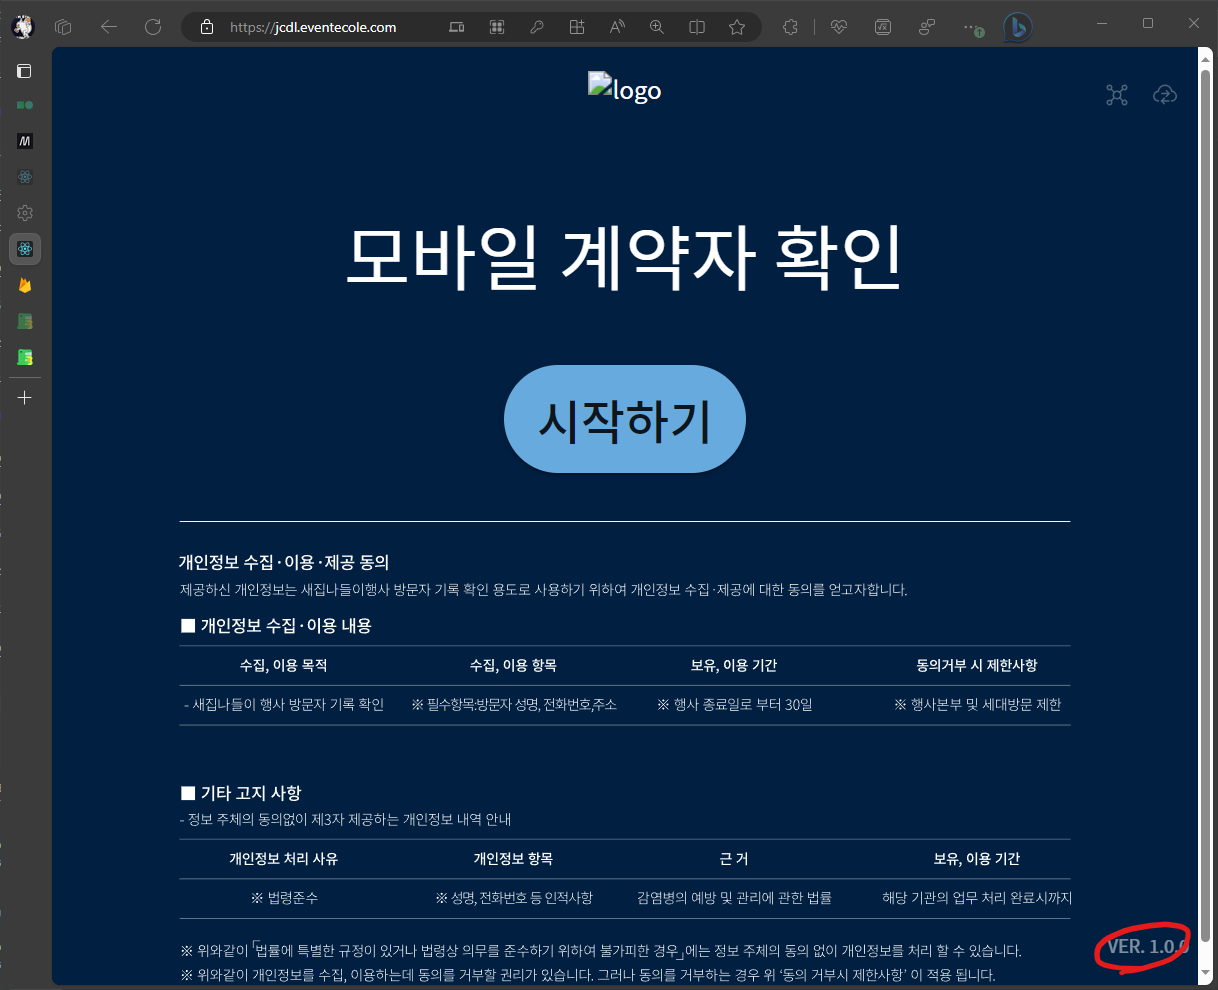 https://jcdl.eventecole.com
logo
모바일 계약자 확인
시작하기
개인정보 수집·이용·제공 동의
제공하신 개인정보는 새집나들이행사 방문자 기록 확인 용도로 사용하기 위하여 개인정보 수집·제공에 대한 동의를 얻고자합니다.
■ 개인정보 수집·이용 내용
수집, 이용 목적 수집, 이용 항목 보유, 이용 기간 동의거부 시 제한사항
- 새집나들이 행사 방문자 기록 확인 ※ 필수항목:방문자 성명, 전화번호,주소 ※ 행사 종료일로 부터 30일 ※ 행사본부 및 세대방문 제한
■ 기타 고지 사항
- 정보 주체의 동의없이 제3자 제공하는 개인정보 내역 안내
개인정보 처리 사유 개인정보 항목 근 거 보유, 이용 기간
※ 법령준수 ※ 성명, 전화번호 등 인적사항 감염병의 예방 및 관리에 관한 법률 해당 기관의 업무 처리 완료시까지
※ 위와같이 「법률에 특별한 규정이 있거나 법령상 의무를 준수하기 위하여 불가피한 경우」에는 정보 주체의 동의 없이 개인정보를 처리 할 수 있습니다.
※ 위와같이 개인정보를 수집, 이용하는데 동의를 거부할 권리가 있습니다. 그러나 동의를 거부하는 경우 위 ‘동의 거부시 제한사항’ 이 적용 됩니다.
VER. 1.0.0